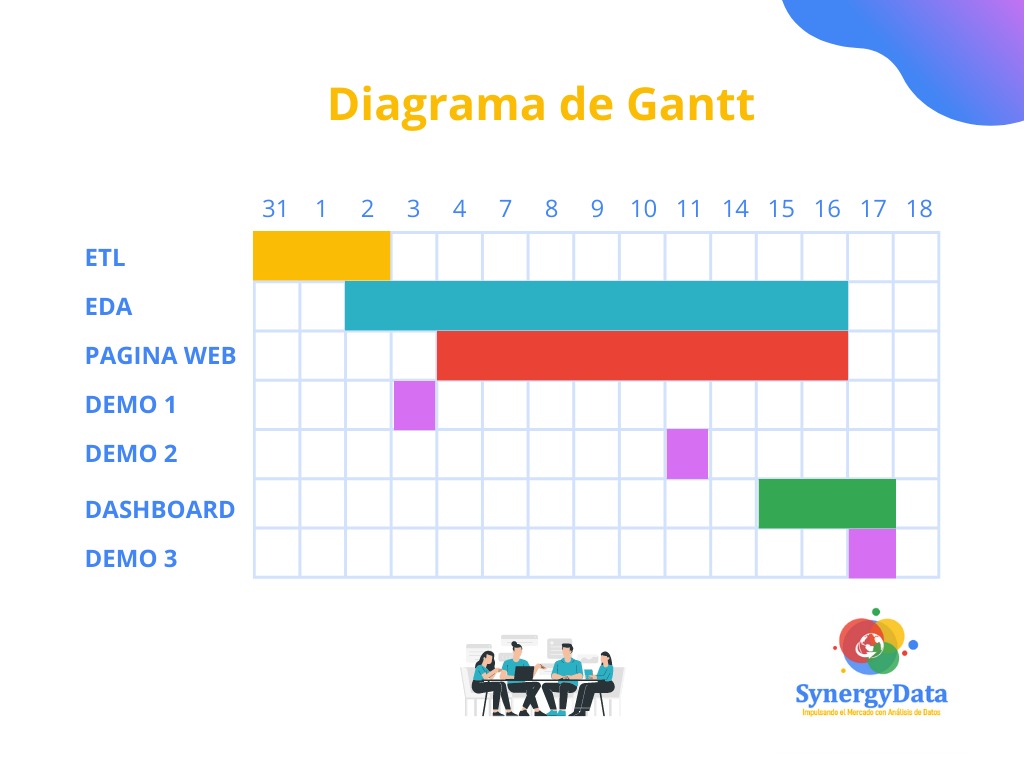 Diagrama de Gantt
31 1 2 3 4 7 8 9 10 11 14 15 16 17 18
ETL
EDA
PAGINA WEB
DEMO 1
DEMO 2
DASHBOARD
DEMO 3
SynergyData
Impulsando el Mercado con Análisis de Datos